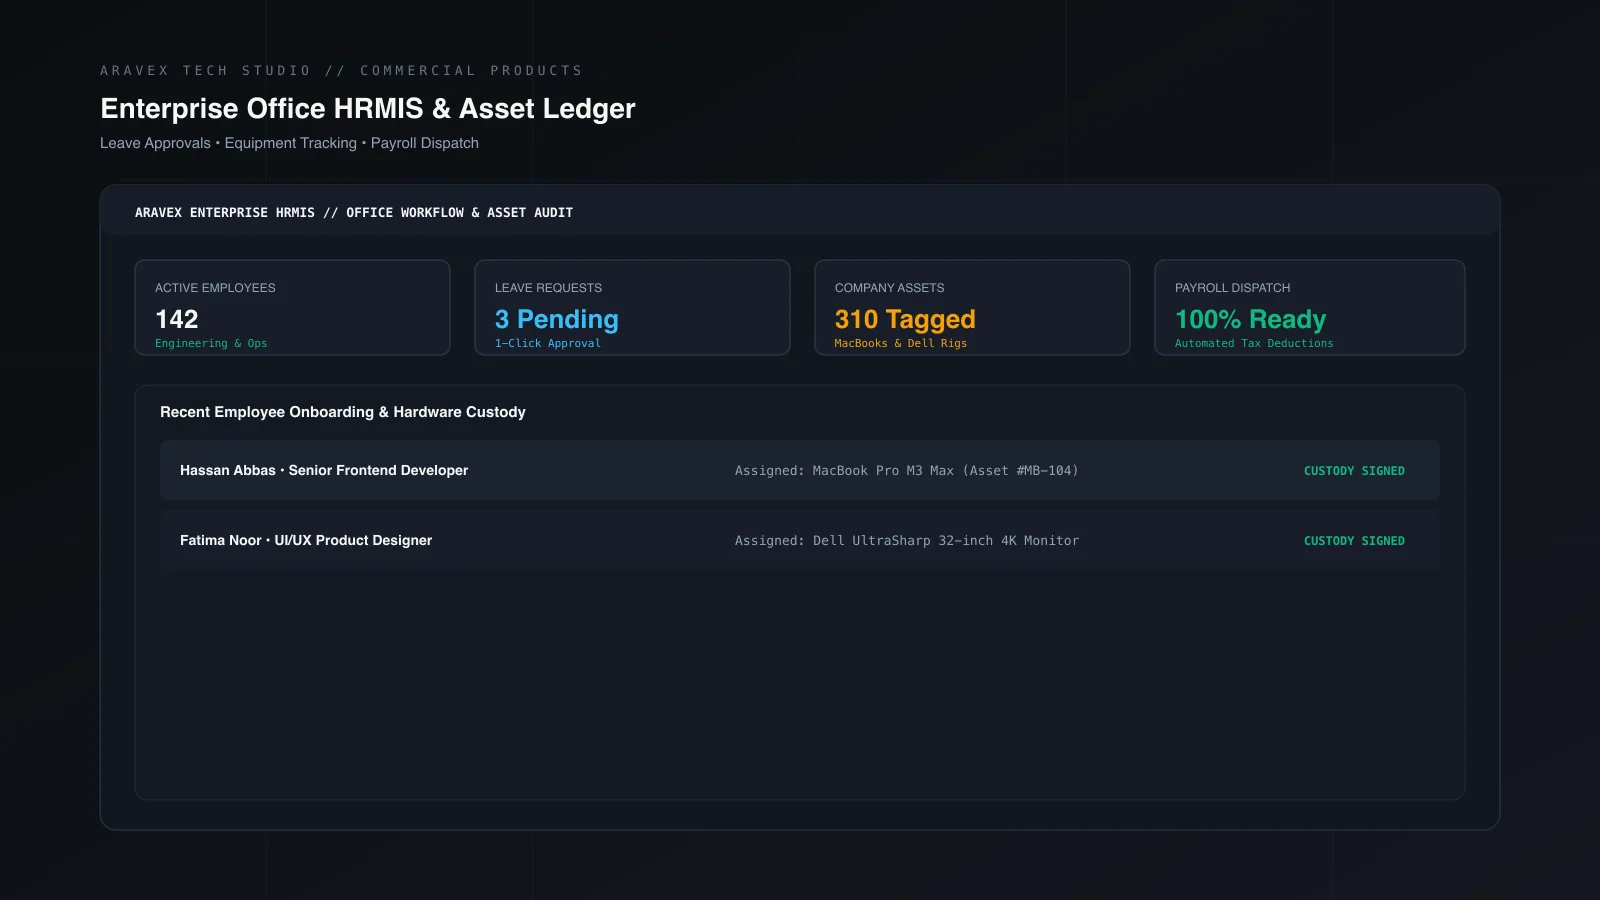 ARAVEX TECH STUDIO // COMMERCIAL PRODUCTS
Enterprise Office HRMIS & Asset Ledger
Leave Approvals • Equipment Tracking • Payroll Dispatch
ARAVEX ENTERPRISE HRMIS // OFFICE WORKFLOW & ASSET AUDIT
ACTIVE EMPLOYEES
142
Engineering & Ops
LEAVE REQUESTS
3 Pending
1-Click Approval
COMPANY ASSETS
310 Tagged
MacBooks & Dell Rigs
PAYROLL DISPATCH
100% Ready
Automated Tax Deductions
Recent Employee Onboarding & Hardware Custody
Hassan Abbas • Senior Frontend Developer
Assigned: MacBook Pro M3 Max (Asset #MB-104)
CUSTODY SIGNED
Fatima Noor • UI/UX Product Designer
Assigned: Dell UltraSharp 32-inch 4K Monitor
CUSTODY SIGNED